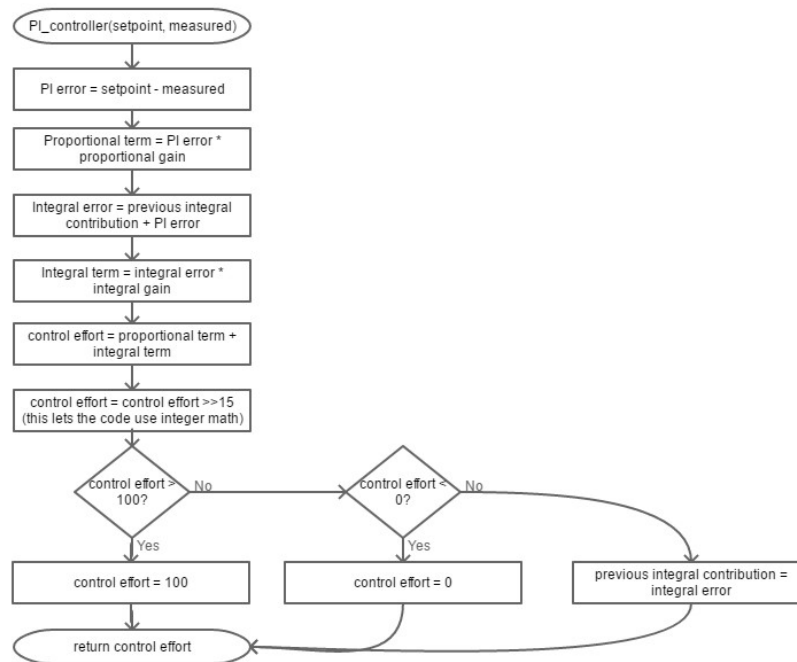 PI_controller(setpoint, measured)
PI error = setpoint - measured
Proportional term = PI error *
proportional gain
Integral error = previous integral
contribution + PI error
Integral term = integral error *
integral gain
control effort = proportional term +
integral term
control effort = control effort >>15
(this lets the code use integer math)
control effort >
100?
No
control effort <
0?
No
Yes
Yes
control effort = 100
control effort = 0
previous integral contribution =
integral error
return control effort